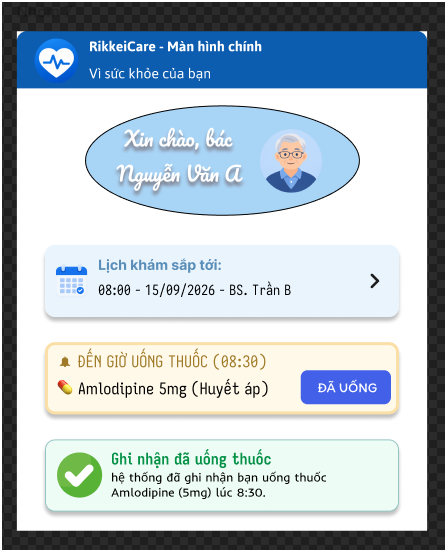 RikkeiCare - Màn hình chính
Vì sức khỏe của bạn
Xin chào, bác
Nguyễn Văn A
Lịch khám sắp tới:
08:00 - 15/09/2026 - BS. Trần B
ĐẾN GIỜ UỐNG THUỐC (08:30)
Amlodipine 5mg (Huyết áp)
ĐÃ UỐNG
Ghi nhận đã uống thuốc
hệ thống đã ghi nhận bạn uống thuốc
Amlodipine (5mg) lúc 8:30.